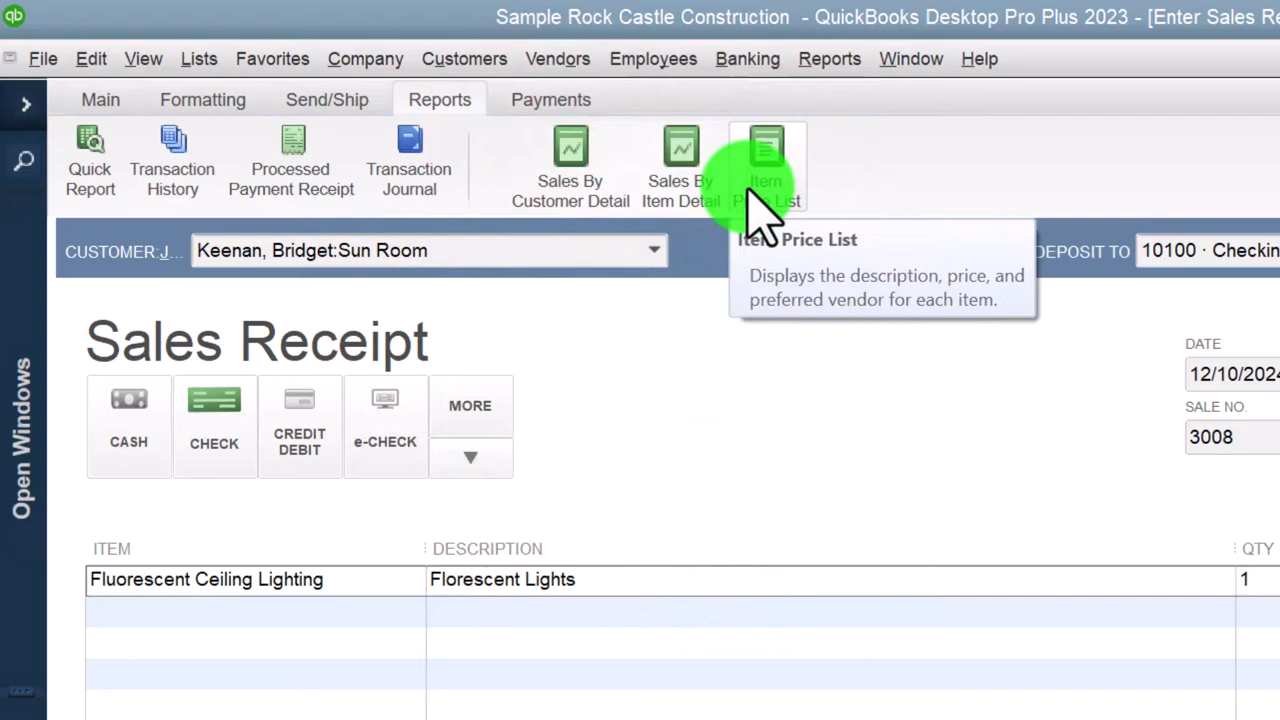 qb
Sample Rock Castle Construction - QuickBooks Desktop Pro Plus 2023 - [Enter Sales Re
File Edit View Lists Favorites Company Customers Vendors Employees Banking Reports Window Help
Main Formatting Send/Ship Reports Payments
Quick Report
Transaction History
Processed Payment Receipt
Transaction Journal
Sales By Customer Detail
Sales By Item Detail
Item Price List
CUSTOMER:J... Keenan, Bridget:Sun Room DEPOSIT TO 10100 · Checkin
Item Price List
Displays the description, price, and
preferred vendor for each item.
Sales Receipt
DATE
12/10/2024
SALE NO.
3008
CASH
CHECK
CREDIT
DEBIT
e-CHECK
MORE
Open Windows
ITEM DESCRIPTION QTY
Fluorescent Ceiling Lighting Florescent Lights 1